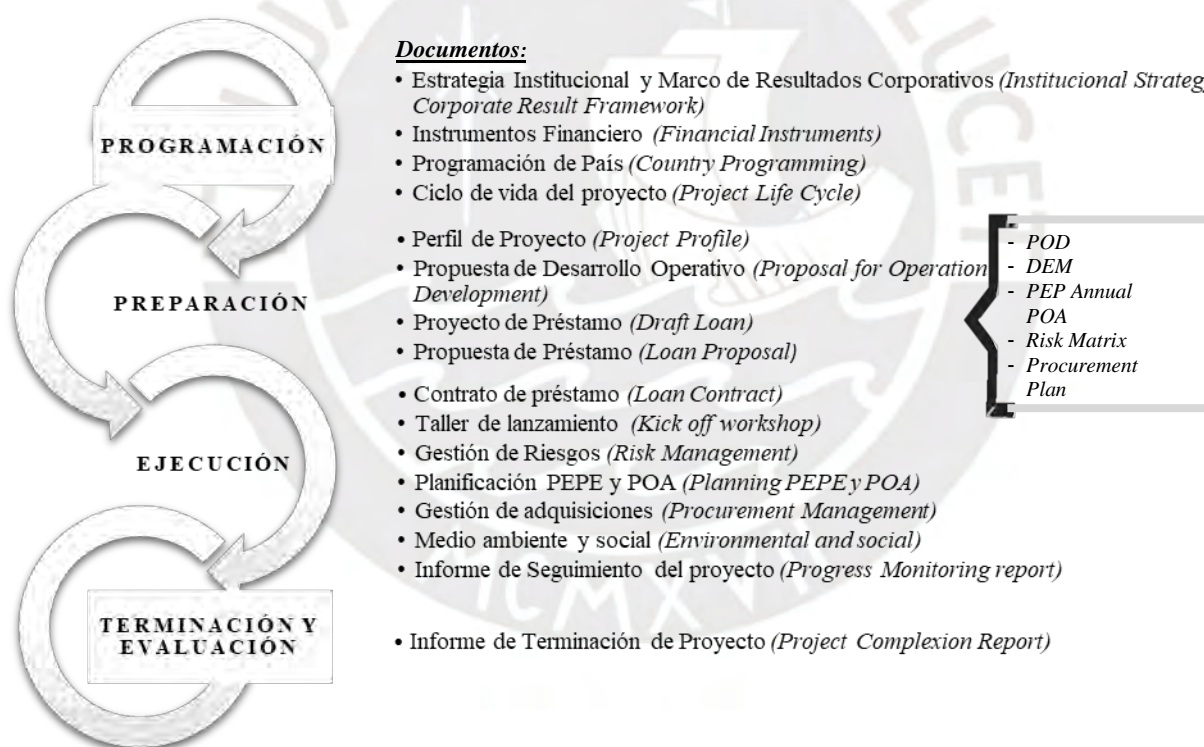 Documentos:
• Estrategia Institucional y Marco de Resultados Corporativos (Institucional Strateg
Corporate Result Framework)
• Instrumentos Financiero (Financial Instruments)
• Programación de País (Country Programming)
• Ciclo de vida del proyecto (Project Life Cycle)
PROGRAMACIÓN
• Perfil de Proyecto (Project Profile)
• Propuesta de Desarrollo Operativo (Proposal for Operation
Development)
• Proyecto de Préstamo (Draft Loan)
• Propuesta de Préstamo (Loan Proposal)
PREPARACIÓN
- POD
- DEM
- PEP Annual
POA
- Risk Matrix
- Procurement
Plan
• Contrato de préstamo (Loan Contract)
• Taller de lanzamiento (Kick off workshop)
• Gestión de Riesgos (Risk Management)
• Planificación PEPE y POA (Planning PEPE y POA)
• Gestión de adquisiciones (Procurement Management)
• Medio ambiente y social (Environmental and social)
• Informe de Seguimiento del proyecto (Progress Monitoring report)
EJECUCIÓN
TERMINACIÓN Y
EVALUACIÓN
• Informe de Terminación de Proyecto (Project Complexion Report)
MCMXVII